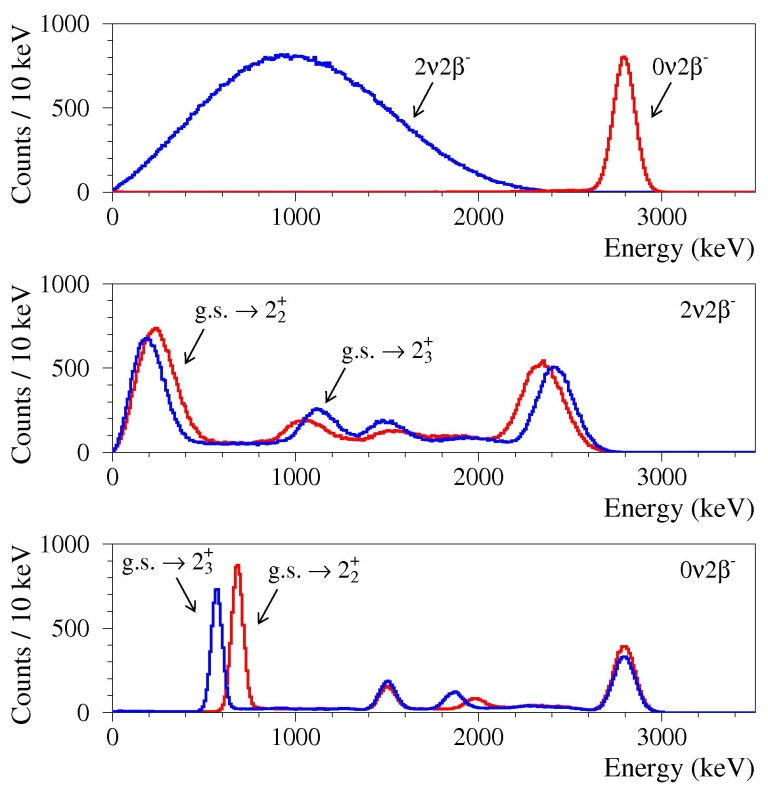 Counts / 10 keV
1000
500
0
2ν2β⁻
0ν2β⁻
0 1000 2000 3000
Energy (keV)
Counts / 10 keV
1000
500
0
g.s. → 2₂⁺
g.s. → 2₃⁺
2ν2β⁻
0 1000 2000 3000
Energy (keV)
Counts / 10 keV
1000
500
0
g.s. → 2₃⁺
g.s. → 2₂⁺
0ν2β⁻
0 1000 2000 3000
Energy (keV)